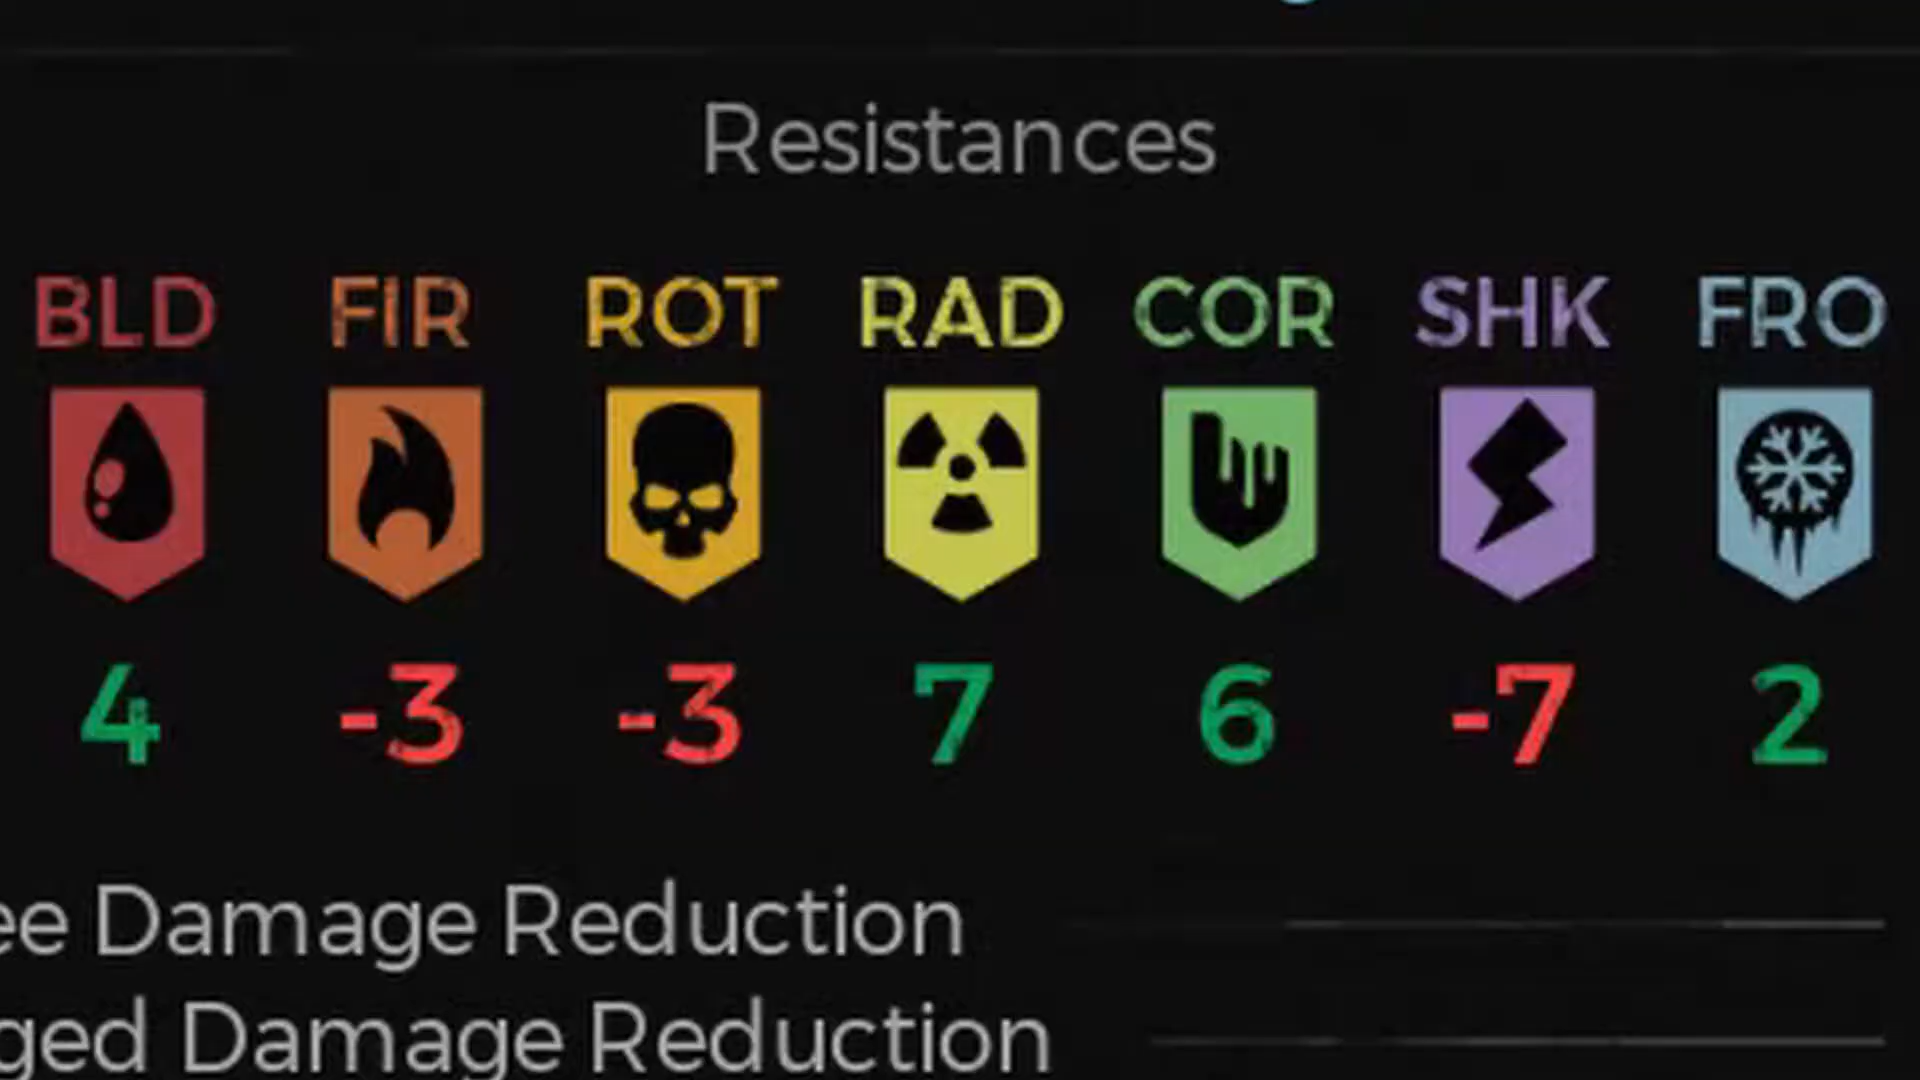 Resistances
BLD FIR ROT RAD COR SHK FRO
4 -3 -3 7 6 -7 2
ee Damage Reduction
ged Damage Reduction